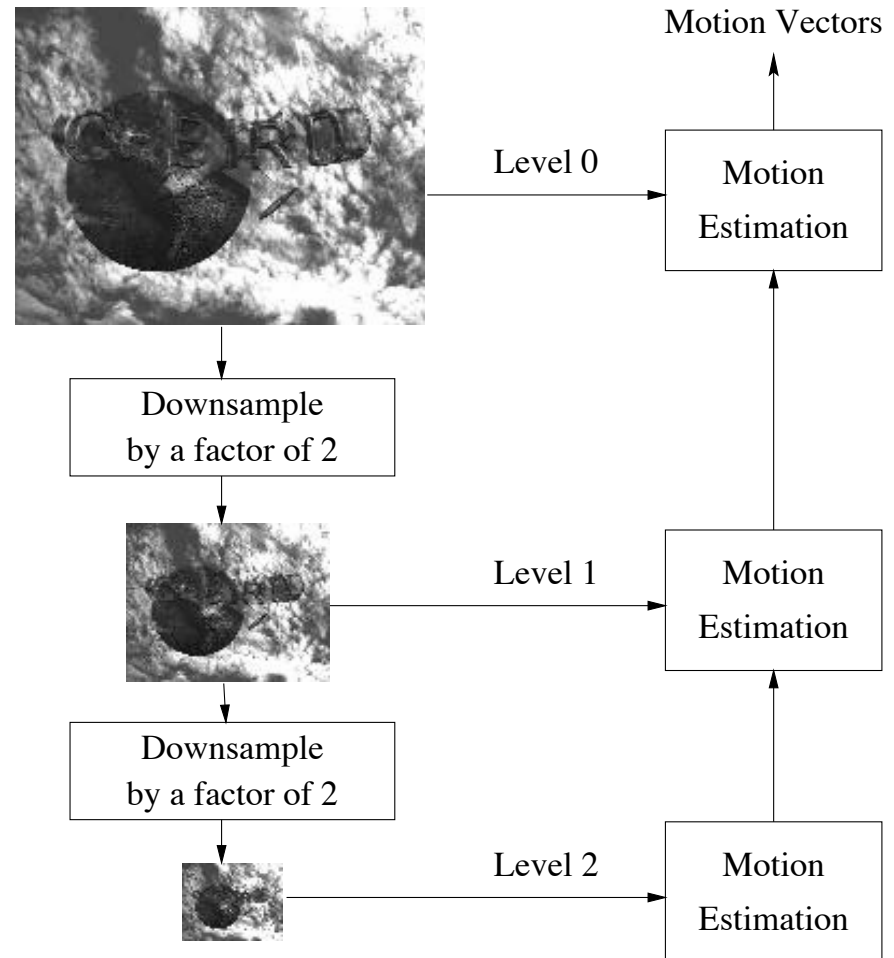 Motion Vectors
Level 0
Motion
Estimation
Downsample
by a factor of 2
Level 1
Motion
Estimation
Downsample
by a factor of 2
Level 2
Motion
Estimation